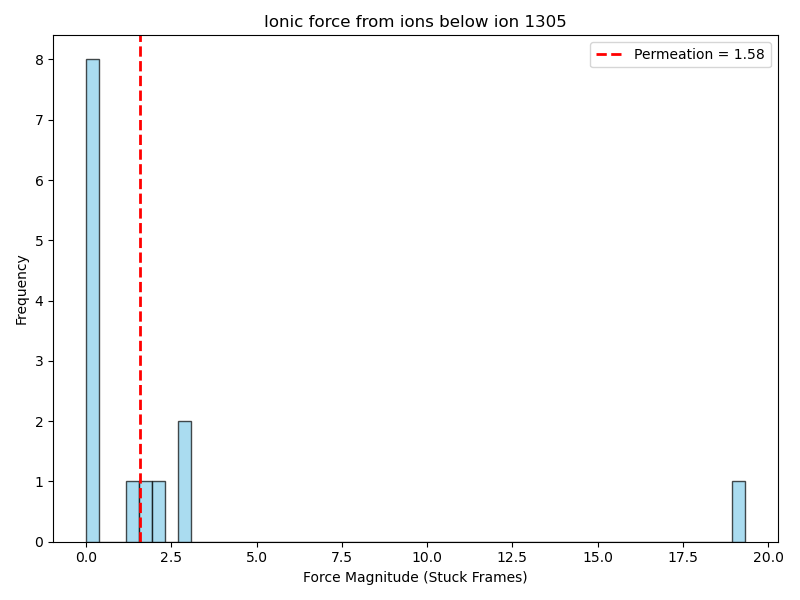 Ionic force from ions below ion 1305
Permeation = 1.58
Frequency
8
7
6
5
4
3
2
1
0
0.0 2.5 5.0 7.5 10.0 12.5 15.0 17.5 20.0
Force Magnitude (Stuck Frames)